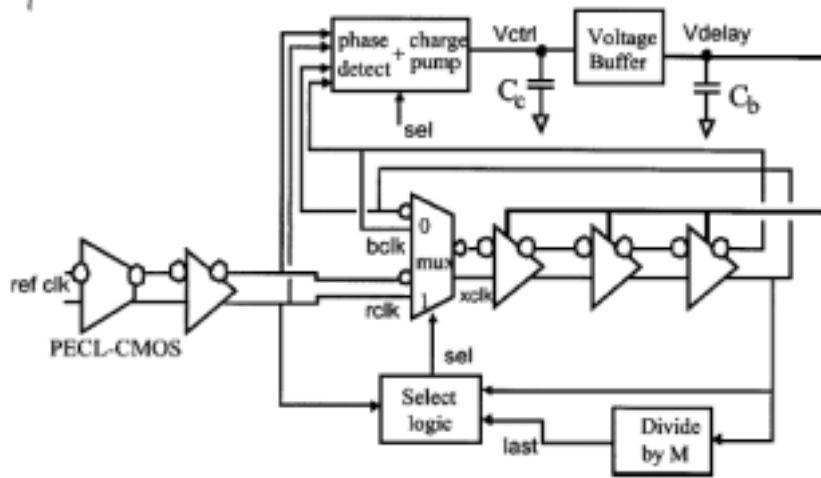 phase detect + charge pump
Vctrl
Voltage Buffer
Vdelay
Cc
Cb
sel
0
bclk
mux
ref clk
rclk
1
xclk
PECL-CMOS
sel
Select logic
last
Divide by M